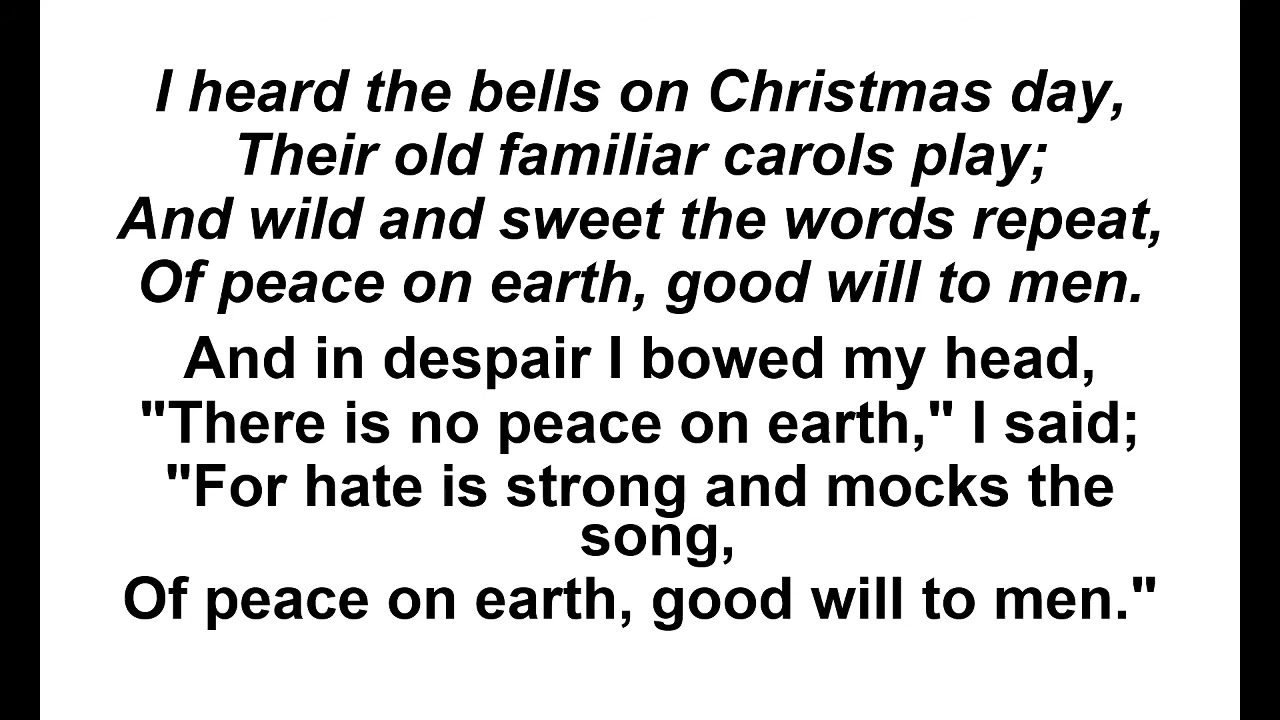 I heard the bells on Christmas day,
Their old familiar carols play;
And wild and sweet the words repeat,
Of peace on earth, good will to men.
And in despair I bowed my head,
"There is no peace on earth," I said;
"For hate is strong and mocks the
song,
Of peace on earth, good will to men."